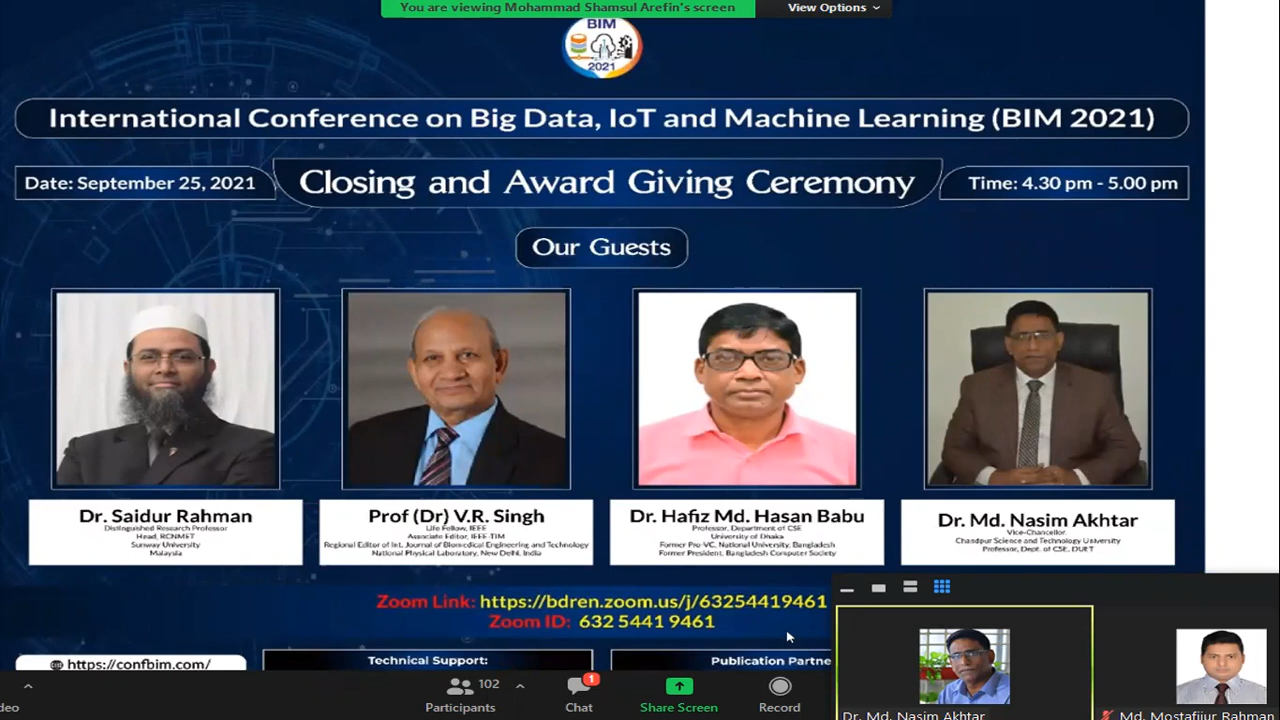 You are viewing Mohammad Shamsul Arefin's screen
View Options
BIM
2021
International Conference on Big Data, IoT and Machine Learning (BIM 2021)
Date: September 25, 2021
Closing and Award Giving Ceremony
Time: 4.30 pm - 5.00 pm
Our Guests
Dr. Saidur Rahman
Distinguished Research Professor
Head, RCNMET
Sunway University
Malaysia
Prof (Dr) V.R. Singh
Life Fellow, IEEE
Associate Editor, IEEE-TIM
Regional Editor of Int. Journal of Biomedical Engineering and Technology
National Physical Laboratory, New Delhi, India
Dr. Hafiz Md. Hasan Babu
Professor, Department of CSE
University of Dhaka
Former Pro-VC, National University, Bangladesh
Former President, Bangladesh Computer Society
Dr. Md. Nasim Akhtar
Vice-Chancellor
Chandpur Science and Technology University
Professor, Dept. of CSE, DUET
Zoom Link: https://bdren.zoom.us/j/63254419461
Zoom ID: 632 5441 9461
https://confbim.com/
Technical Support:
Publication Partne
deo
Participants
102
Chat
1
Share Screen
Record
Dr. Md. Nasim Akhtar
Md. Mostafijur Rahman